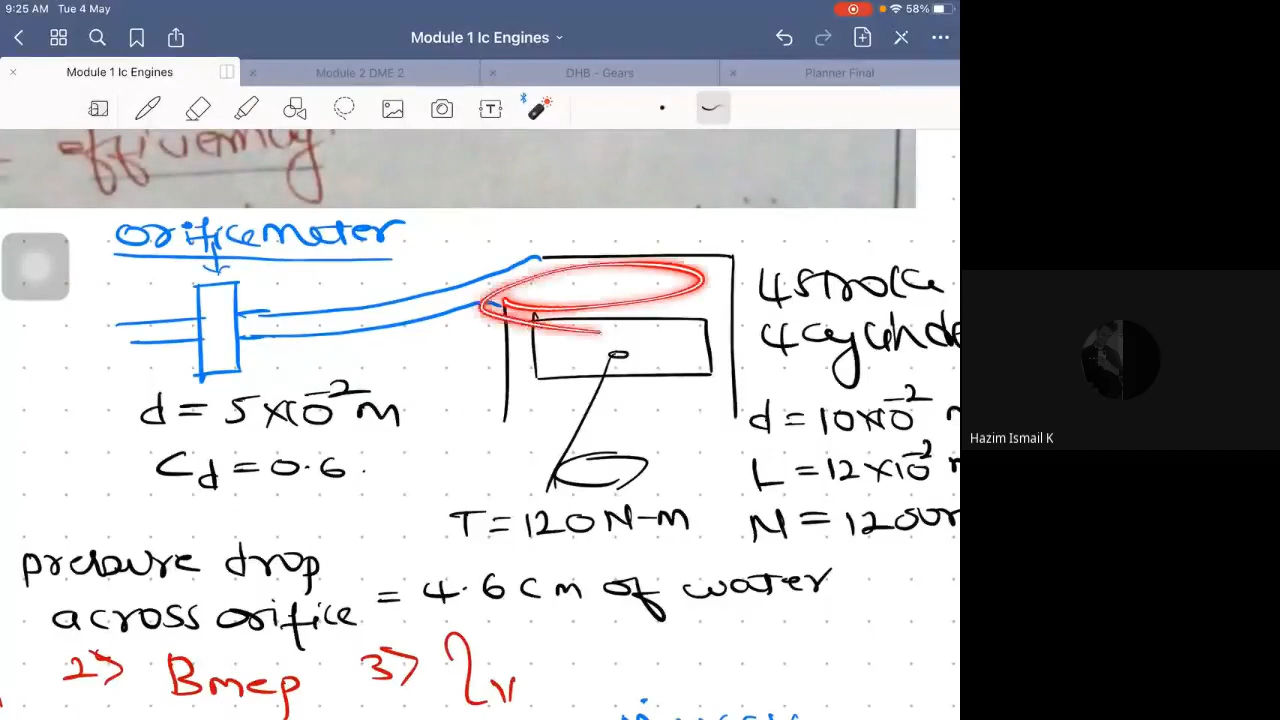 9:25 AM Tue 4 May
58%
Module 1 Ic Engines
Module 1 Ic Engines
Module 2 DME 2
DHB - Gears
Planner Final
= efficiency
orificemeter
4 stroke
4 cylinde
d = 5 x 10⁻² m
d = 10 x 10⁻²
Cd = 0.6
L = 12 x 10⁻²
T = 120 N-m
N = 1200
pressure drop
across orifice = 4.6 cm of water
2> Bmep 3> ηv
Hazim Ismail K